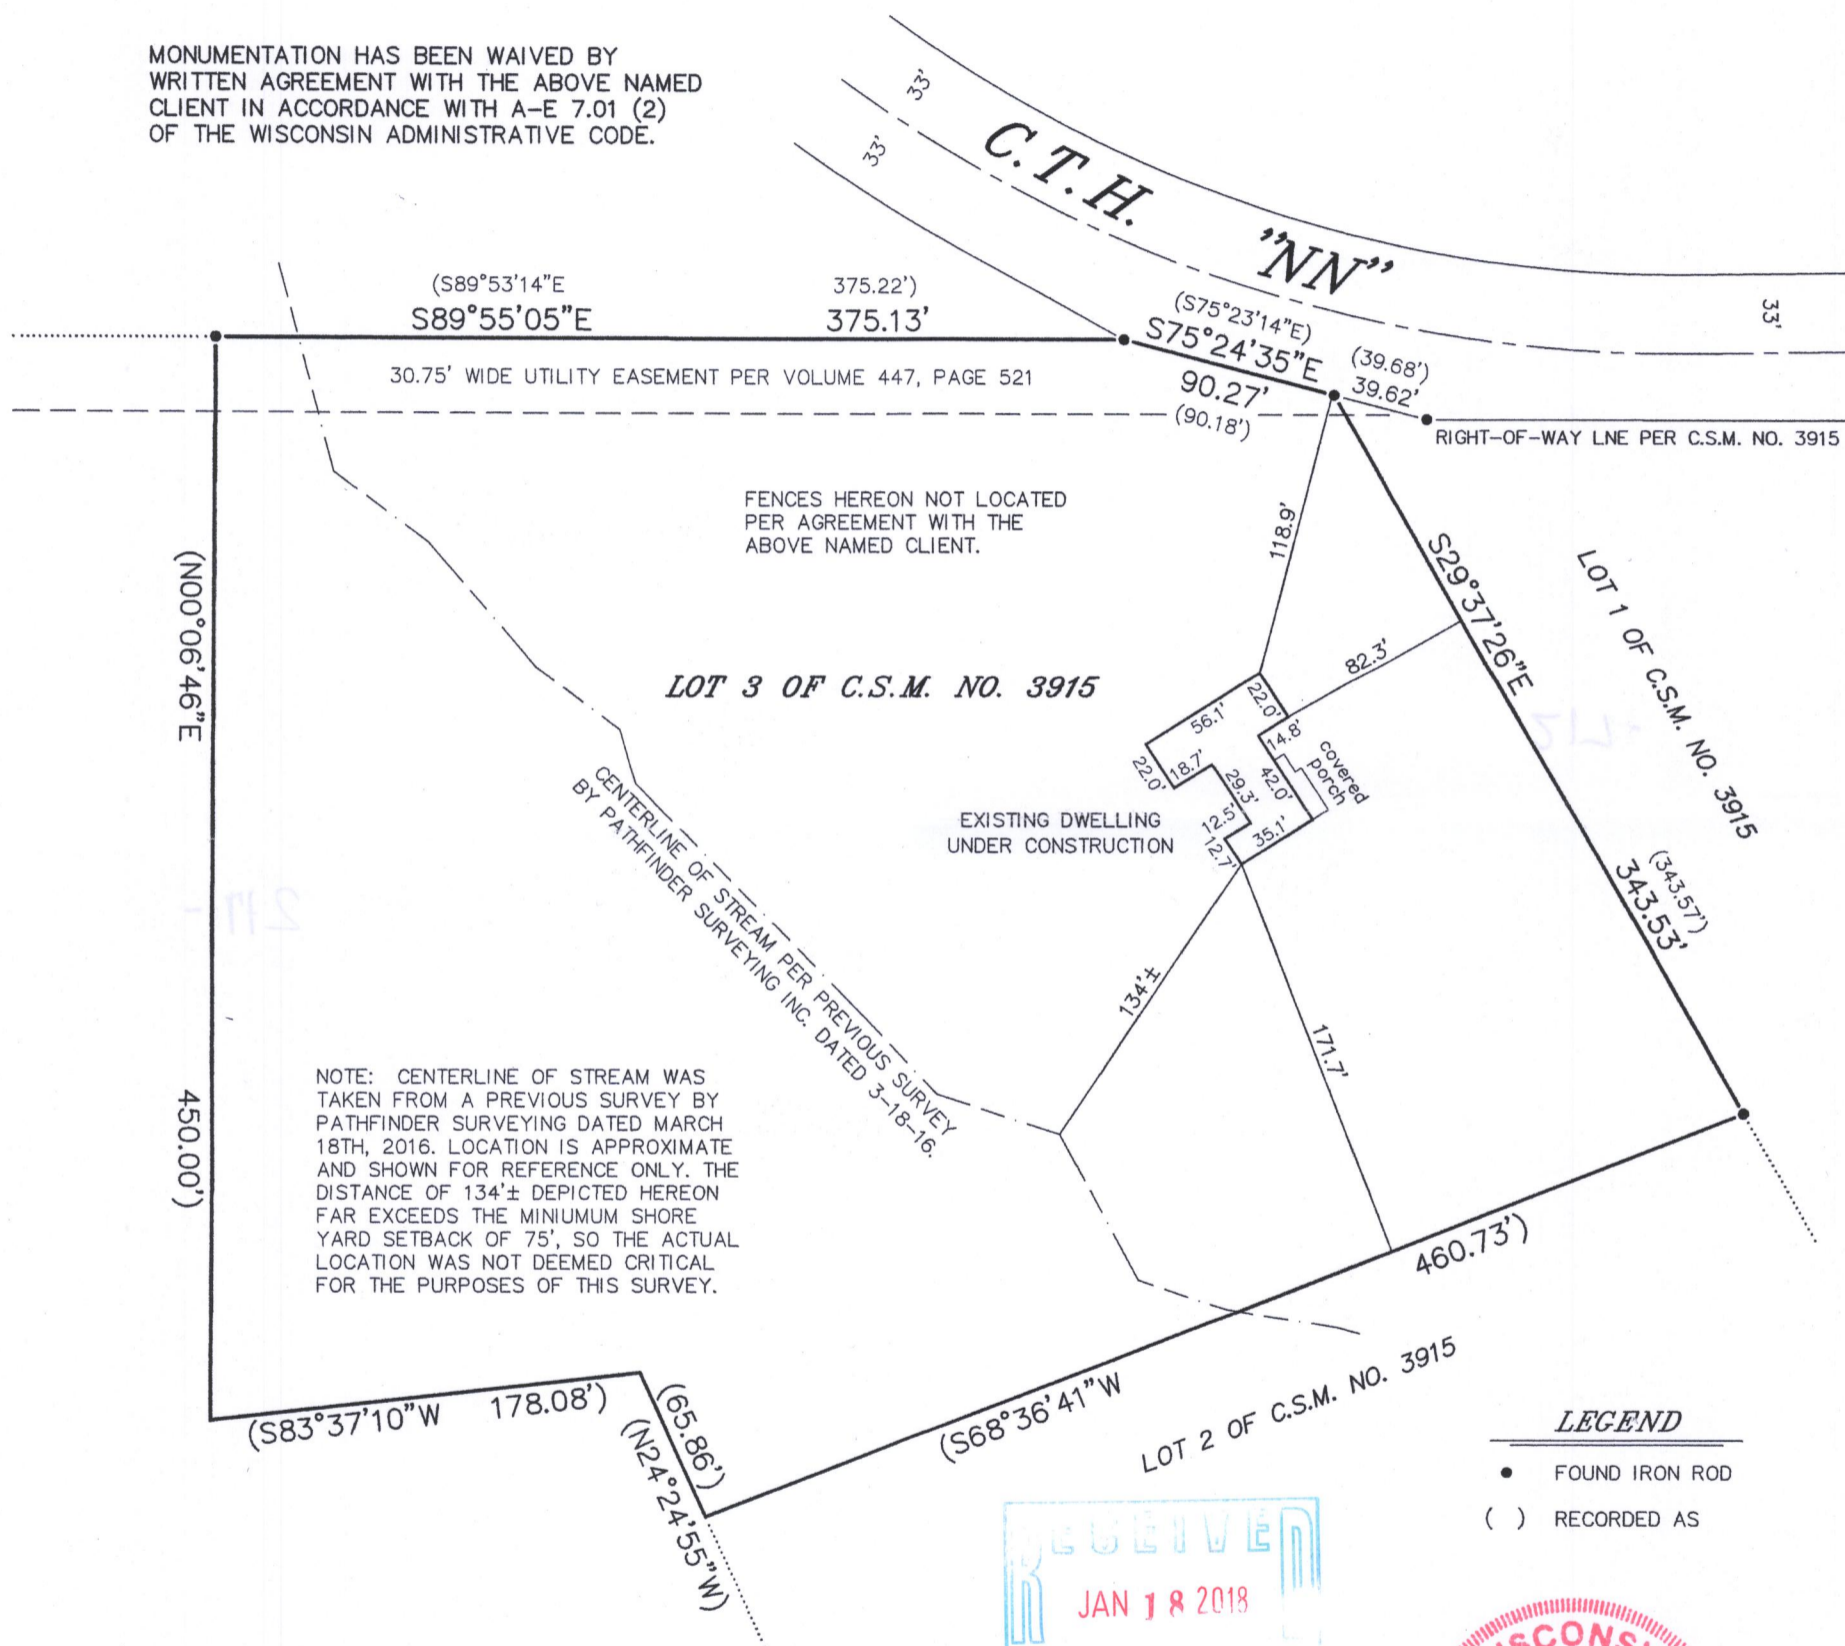 MONUMENTATION HAS BEEN WAIVED BY
WRITTEN AGREEMENT WITH THE ABOVE NAMED
CLIENT IN ACCORDANCE WITH A-E 7.01 (2)
OF THE WISCONSIN ADMINISTRATIVE CODE.
33'
33'
C.T.H. "NN"
33'
(S89°53'14"E 375.22')
S89°55'05"E 375.13'
(S75°23'14"E)
S75°24'35"E
90.27'
(90.18')
(39.68')
39.62'
30.75' WIDE UTILITY EASEMENT PER VOLUME 447, PAGE 521
RIGHT-OF-WAY LNE PER C.S.M. NO. 3915
FENCES HEREON NOT LOCATED
PER AGREEMENT WITH THE
ABOVE NAMED CLIENT.
118.9'
S29°37'26"E
(343.57')
343.53'
LOT 1 OF C.S.M. NO. 3915
(N00°06'46"E 450.00')
LOT 3 OF C.S.M. NO. 3915
82.3'
56.1'
22.0'
14.8'
22.0'
18.7'
29.3'
42.0'
covered
porch
12.5'
35.1'
12.7'
EXISTING DWELLING
UNDER CONSTRUCTION
CENTERLINE OF STREAM PER PREVIOUS SURVEY
BY PATHFINDER SURVEYING INC. DATED 3-18-16.
134'±
171.7'
NOTE: CENTERLINE OF STREAM WAS
TAKEN FROM A PREVIOUS SURVEY BY
PATHFINDER SURVEYING DATED MARCH
18TH, 2016. LOCATION IS APPROXIMATE
AND SHOWN FOR REFERENCE ONLY. THE
DISTANCE OF 134'± DEPICTED HEREON
FAR EXCEEDS THE MINIUMUM SHORE
YARD SETBACK OF 75', SO THE ACTUAL
LOCATION WAS NOT DEEMED CRITICAL
FOR THE PURPOSES OF THIS SURVEY.
(S83°37'10"W 178.08')
(65.86')
(N24°24'55"W)
(S68°36'41"W 460.73')
LOT 2 OF C.S.M. NO. 3915
LEGEND
● FOUND IRON ROD
( ) RECORDED AS
RECEIVED
JAN 18 2018